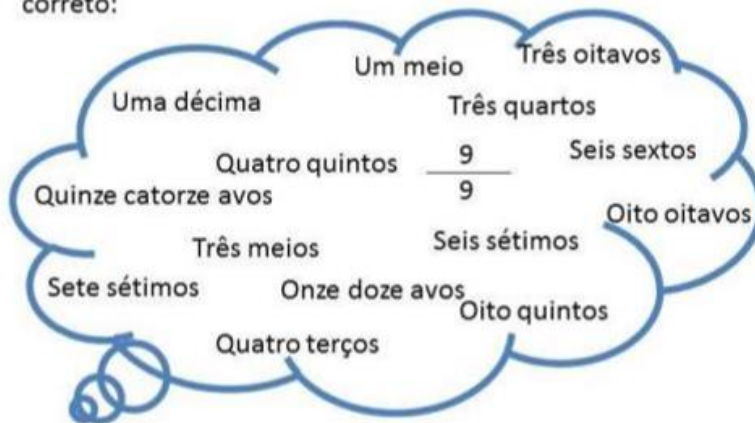 correto:
Um meio
Três oitavos
Uma décima
Três quartos
Quatro quintos
9
9
Seis sextos
Quinze catorze avos
Oito oitavos
Três meios
Seis sétimos
Sete sétimos
Onze doze avos
Oito quintos
Quatro terços